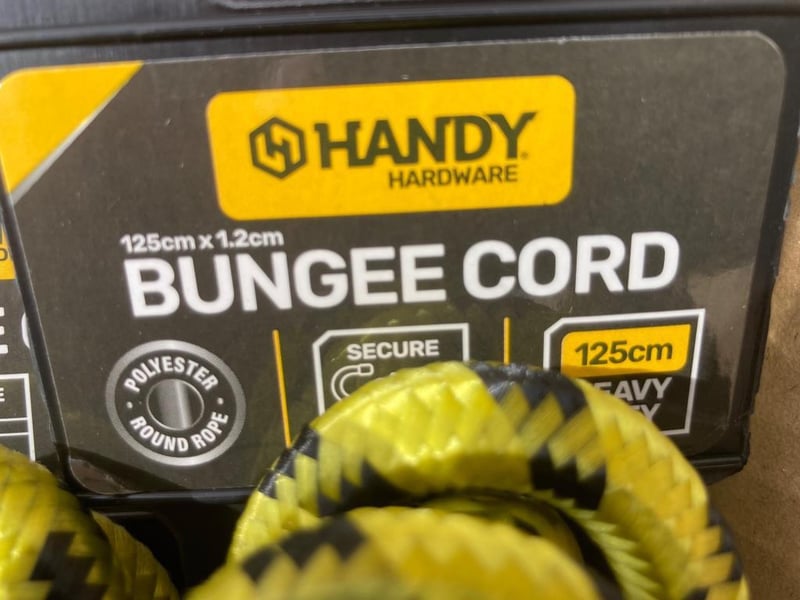 HANDY
HARDWARE
125cm x 1.2cm
BUNGEE CORD
POLYESTER
ROUND ROPE
SECURE
125cm